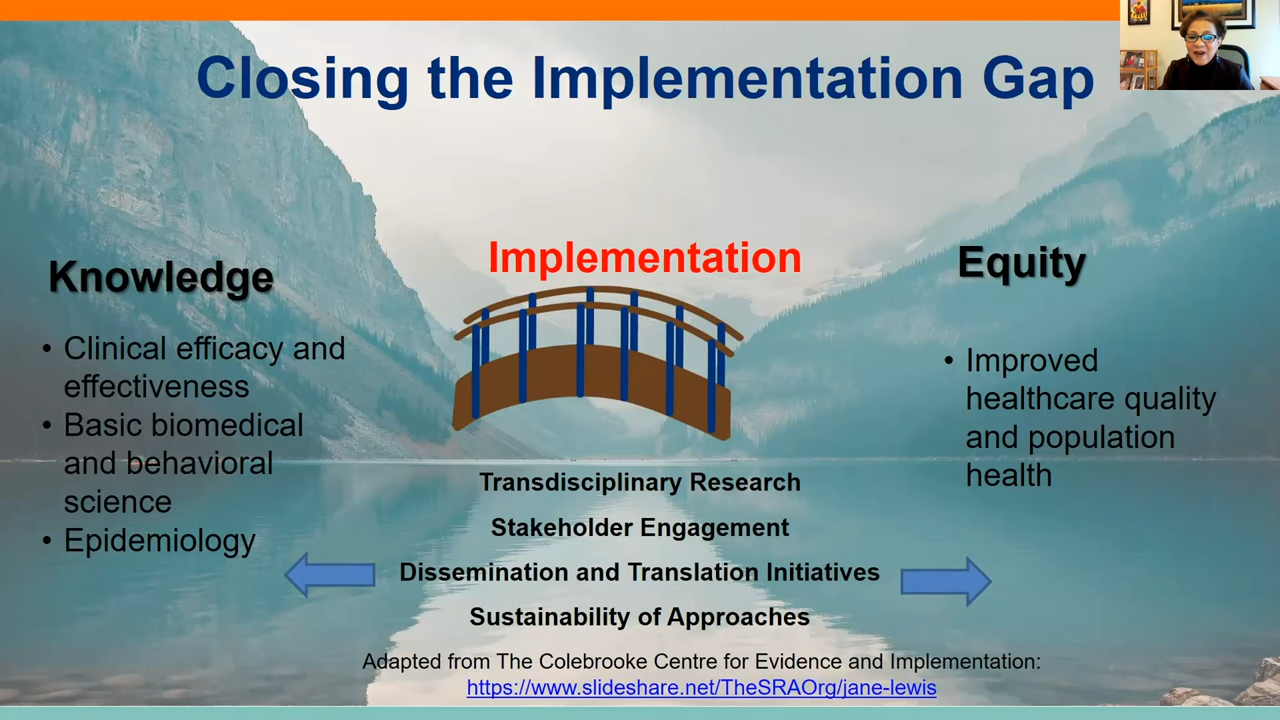 Closing the Implementation Gap
Knowledge
• Clinical efficacy and
effectiveness
• Basic biomedical
and behavioral
science
• Epidemiology
Implementation
Transdisciplinary Research
Stakeholder Engagement
Dissemination and Translation Initiatives
Sustainability of Approaches
Equity
• Improved
healthcare quality
and population
health
Adapted from The Colebrooke Centre for Evidence and Implementation:
https://www.slideshare.net/TheSRAOrg/jane-lewis